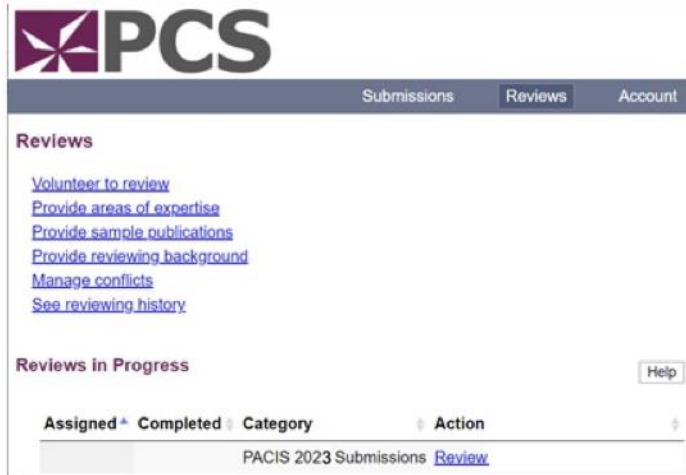 PCS
Submissions Reviews Account
Reviews
Volunteer to review
Provide areas of expertise
Provide sample publications
Provide reviewing background
Manage conflicts
See reviewing history
Reviews in Progress
Help
Assigned Completed Category Action
PACIS 2023 Submissions Review